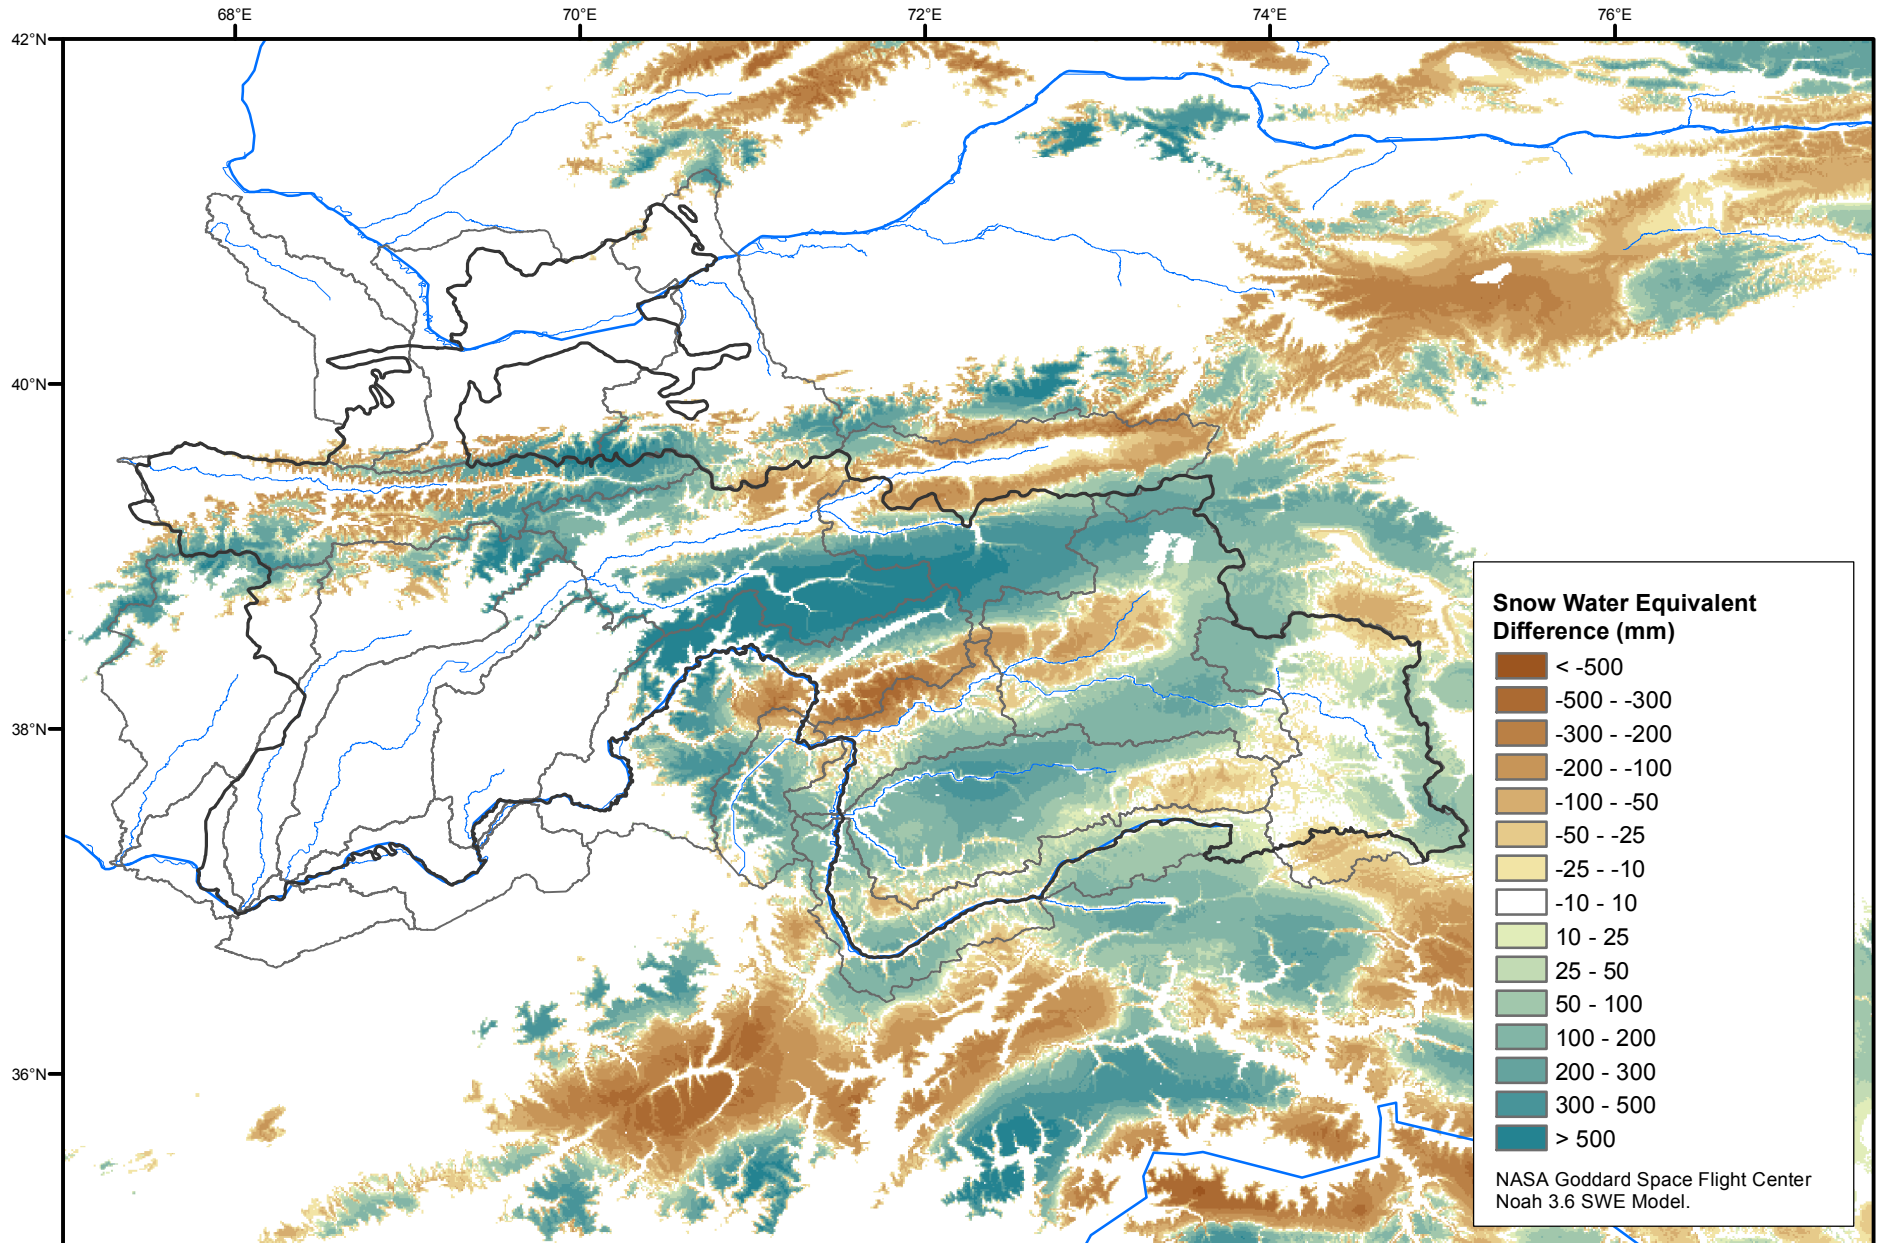 68°E
70°E
72°E
74°E
76°E
42°N
40°N
38°N
36°N
Snow Water Equivalent
Difference (mm)
< -500
-500 - -300
-300 - -200
-200 - -100
-100 - -50
-50 - -25
-25 - -10
-10 - 10
10 - 25
25 - 50
50 - 100
100 - 200
200 - 300
300 - 500
> 500
NASA Goddard Space Flight Center
Noah 3.6 SWE Model.